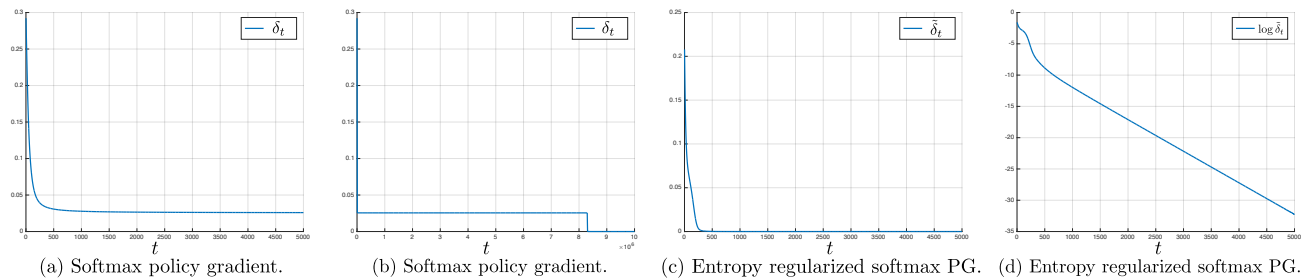 0.3
0.25
0.2
0.15
0.1
0.05
0
0 500 1000 1500 2000 2500 3000 3500 4000 4500 5000
δ_t
t
(a) Softmax policy gradient.
0.3
0.25
0.2
0.15
0.1
0.05
0
0 1 2 3 4 5 6 7 8 9 10
×10⁶
δ_t
t
(b) Softmax policy gradient.
0.25
0.2
0.15
0.1
0.05
0
0 500 1000 1500 2000 2500 3000 3500 4000 4500 5000
δ̃_t
t
(c) Entropy regularized softmax PG.
0
-5
-10
-15
-20
-25
-30
-35
0 500 1000 1500 2000 2500 3000 3500 4000 4500 5000
log δ̃_t
t
(d) Entropy regularized softmax PG.